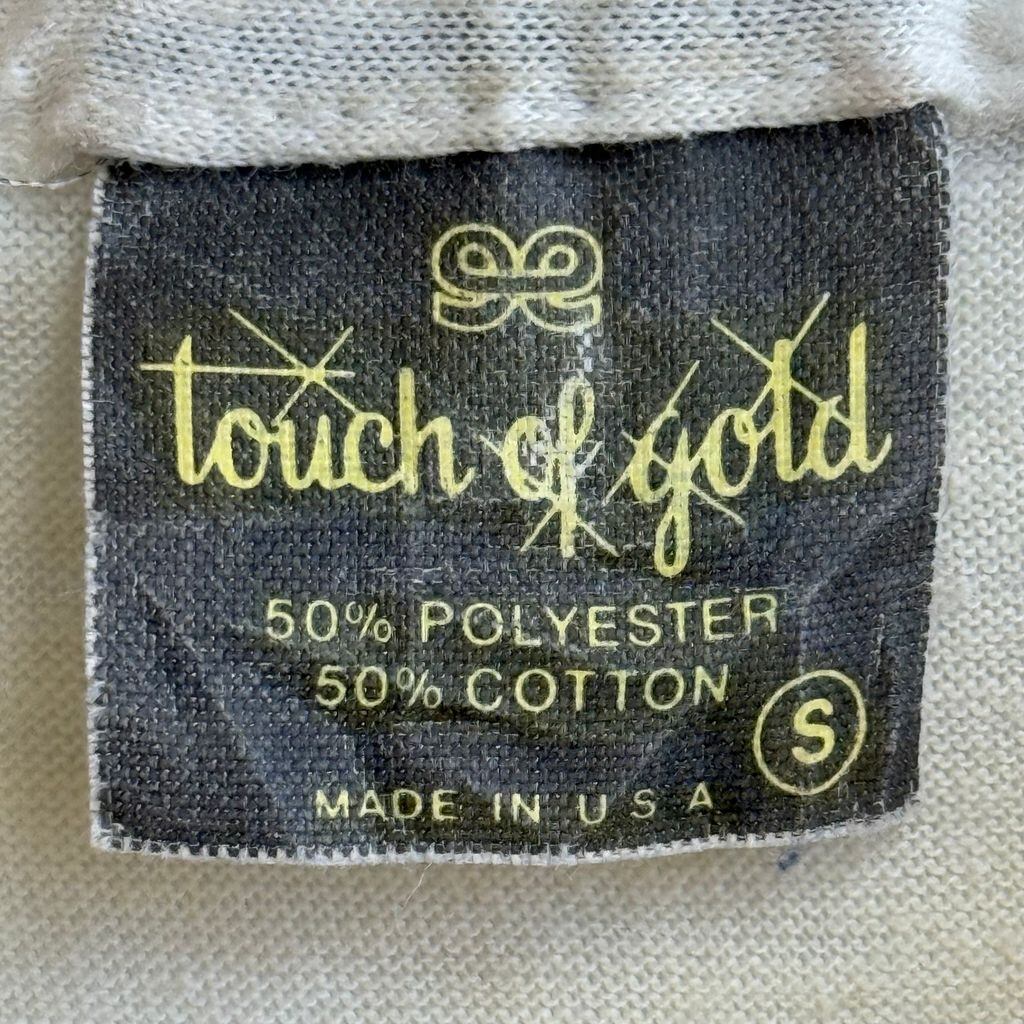 touch of gold
50% POLYESTER
50% COTTON
S
MADE IN U S A